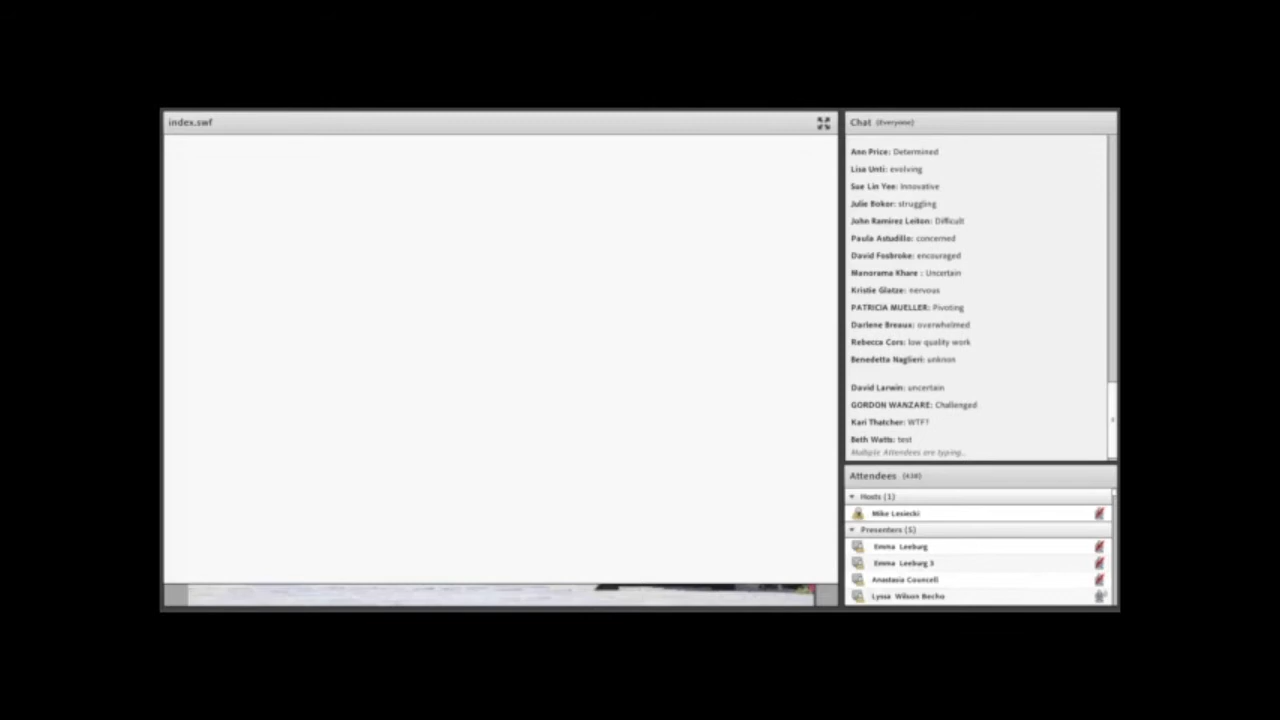 index.swf
Chat (Everyone)
Ann Price: Determined
Lisa Unti: evolving
Sue Lin Yee: Innovative
Julie Bokor: struggling
John Ramirez Leiton: Difficult
Paula Astudillo: concerned
David Fosbroke: encouraged
Manorama Khare : Uncertain
Kristie Glatze: nervous
PATRICIA MUELLER: Pivoting
Darlene Breaux: overwhelmed
Rebecca Cors: low quality work
Benedetta Naglieri: unknon
David Larwin: uncertain
GORDON WANZARE: Challenged
Kari Thatcher: WTF?
Beth Watts: test
Multiple Attendees are typing..
Attendees
Hosts (1)
Mike Lesiecki
Presenters (5)
Emma Leeburg
Emma Leeburg 3
Anastasia Councell
Lyssa Wilson Becho